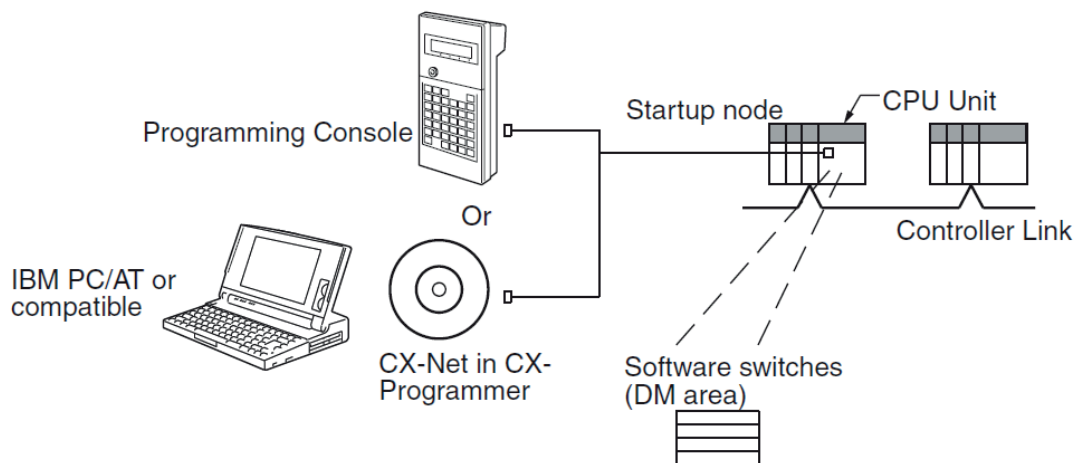 Programming Console
Startup node
CPU Unit
Or
Controller Link
IBM PC/AT or
compatible
CX-Net in CX-
Programmer
Software switches
(DM area)